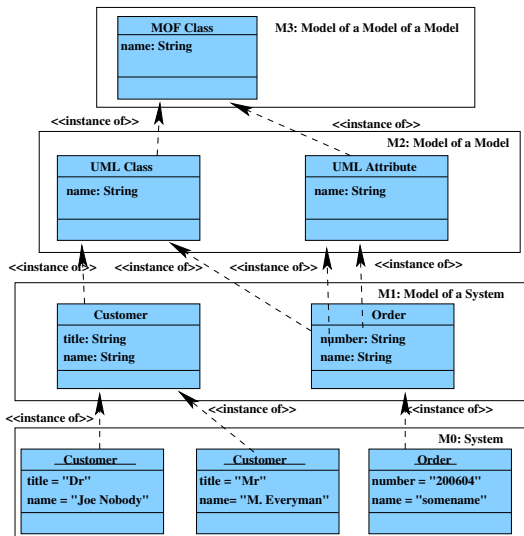 MOF Class
M3: Model of a Model of a Model
name: String
<<instance of>>
<<instance of>>
M2: Model of a Model
UML Class
UML Attribute
name: String
name: String
<<instance of>>
<<instance of>>
<<instance of>>
<<instance of>>
M1: Model of a System
Customer
Order
title: String
number: String
name: String
name: String
<<instance of>>
<<instance of>>
<<instance of>>
M0: System
Customer
Customer
Order
title = "Dr"
title = "Mr"
number = "200604"
name = "Joe Nobody"
name= "M. Everyman"
name = "somename"